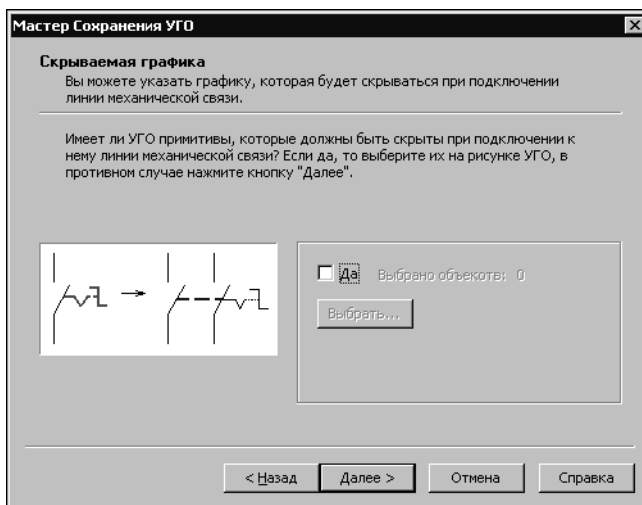 Мастер Сохранения УГО
Скрываемая графика
Вы можете указать графику, которая будет скрываться при подключении
линии механической связи.
Имеет ли УГО примитивы, которые должны быть скрыты при подключении к
нему линии механической связи? Если да, то выберите их на рисунке УГО, в
противном случае нажмите кнопку "Далее".
Да Выбрано объекотв: 0
Выбрать...
< Назад Далее > Отмена Справка